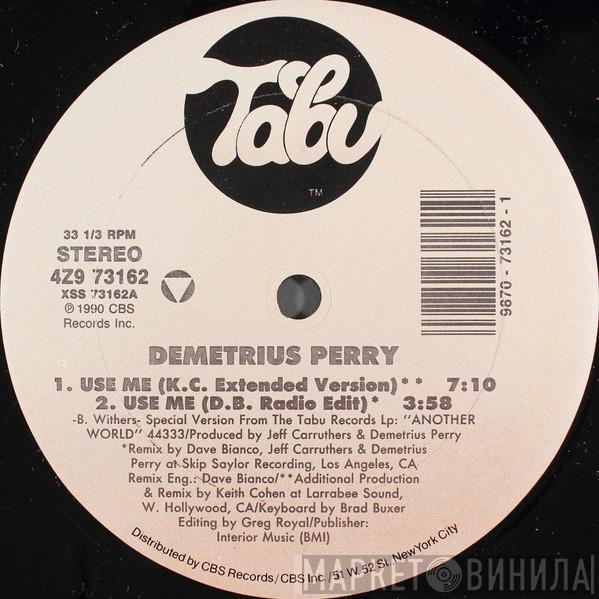 Tabu
TM
33 1/3 RPM
STEREO
4Z9 73162
XSS 73162A
℗ 1990 CBS
Records Inc.
9870 - 73162 - 1
DEMETRIUS PERRY
1. USE ME (K.C. Extended Version)** 7:10
2. USE ME (D.B. Radio Edit)* 3:58
-B. Withers- Special Version From The Tabu Records Lp: "ANOTHER
WORLD" 44333/Produced by Jeff Carruthers & Demetrius Perry
*Remix by Dave Bianco, Jeff Carruthers & Demetrius
Perry at Skip Saylor Recording, Los Angeles, CA
Remix Eng.: Dave Bianco/**Additional Production
& Remix by Keith Cohen at Larrabee Sound,
W. Hollywood, CA/Keyboard by Brad Buxer
Editing by Greg Royal/Publisher:
Interior Music (BMI)
Distributed by CBS Records/CBS Inc./51 W. 52 St. New York City
МАРКЕТ ВИНИЛА